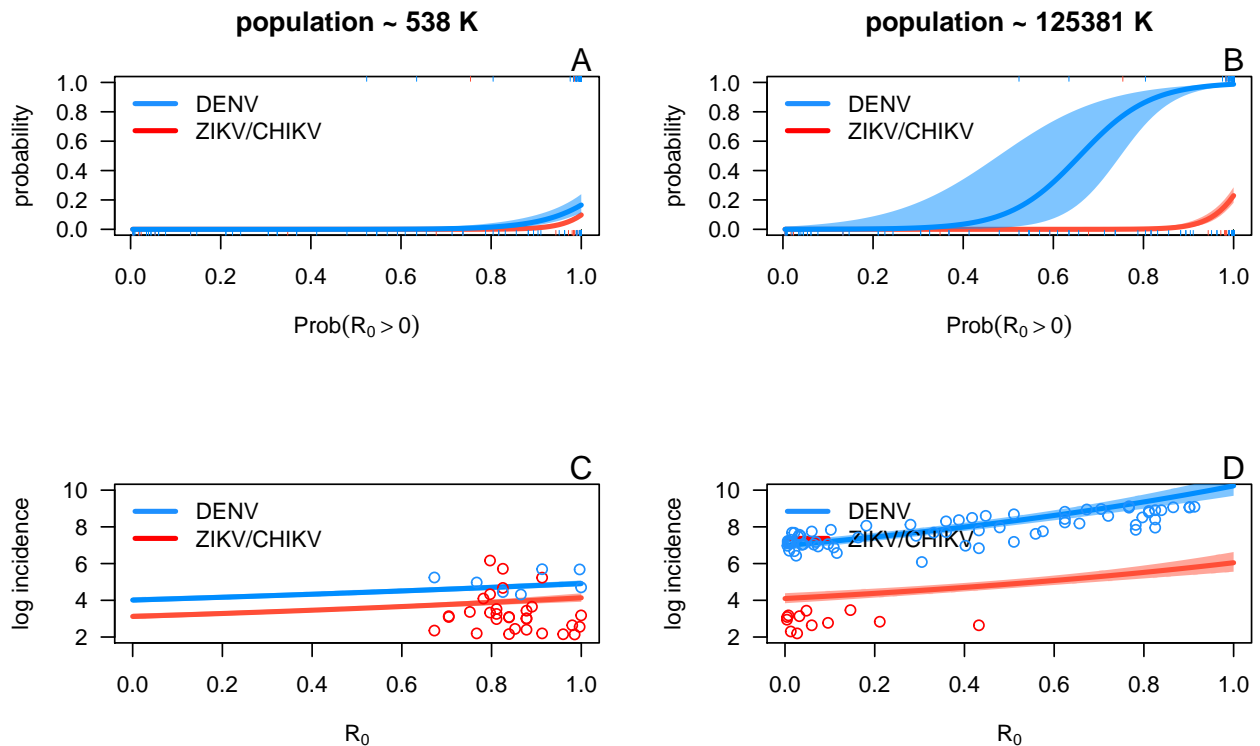 population ~ 538 K
population ~ 125381 K
A
B
probability
1.0
0.8
0.6
0.4
0.2
0.0
DENV
ZIKV/CHIKV
0.0 0.2 0.4 0.6 0.8 1.0
Prob(R0 > 0)
probability
1.0
0.8
0.6
0.4
0.2
0.0
DENV
ZIKV/CHIKV
0.0 0.2 0.4 0.6 0.8 1.0
Prob(R0 > 0)
C
D
log incidence
10
8
6
4
2
DENV
ZIKV/CHIKV
0.0 0.2 0.4 0.6 0.8 1.0
R0
log incidence
10
8
6
4
2
DENV
ZIKV/CHIKV
0.0 0.2 0.4 0.6 0.8 1.0
R0